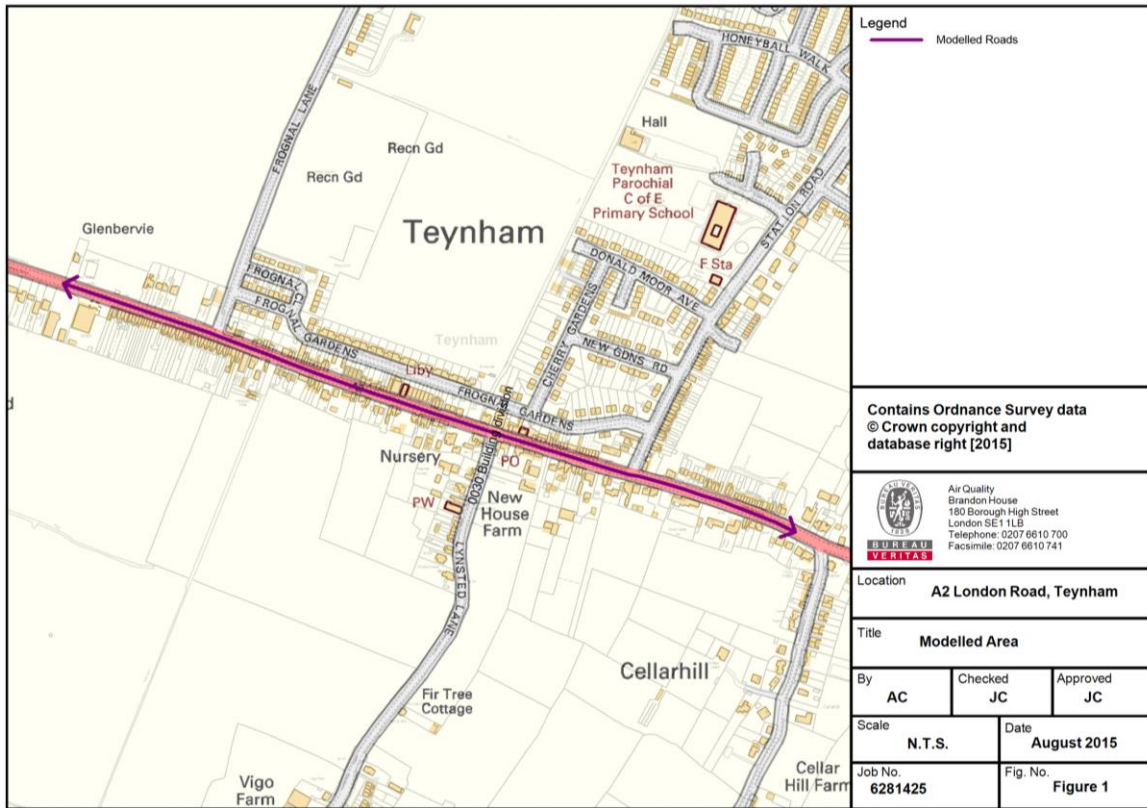 HONEYBALL WALK
FROGNAL LANE
Hall
Recn Gd
Recn Gd
Teynham
Parochial
C of E
Primary School
STATION ROAD
Glenbervie
Teynham
F Sta
DONALD MOOR AVE
FROGNAL CL
FROGNAL GARDENS
CHERRY GARDENS
NEW GDNS RD
Teynham
Liby
FROGNAL GARDENS
0030 Building division
Nursery
PO
PW
New
House
Farm
LYNSTED LANE
Cellarhill
Fir Tree
Cottage
Vigo
Farm
Cellar
Hill Farm
Legend
Modelled Roads
Contains Ordnance Survey data
© Crown copyright and
database right [2015]
BUREAU VERITAS
1828
BUREAU
VERITAS
Air Quality
Brandon House
180 Borough High Street
London SE1 1LB
Telephone: 0207 6610 700
Facsimile: 0207 6610 741
Location
A2 London Road, Teynham
Title
Modelled Area
By
AC
Checked
JC
Approved
JC
Scale
N.T.S.
Date
August 2015
Job No.
6281425
Fig. No.
Figure 1